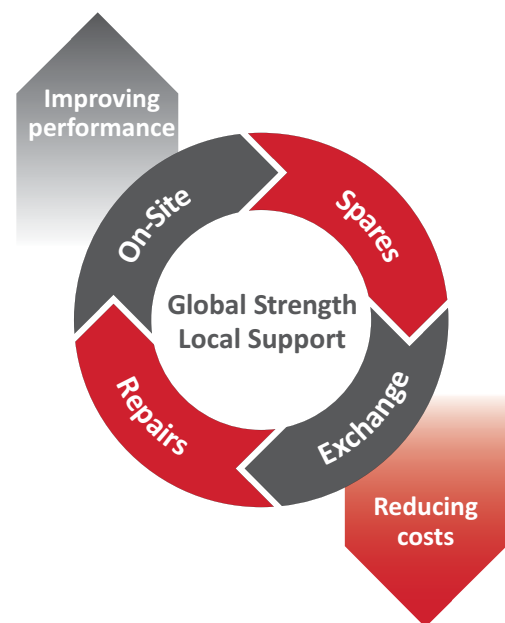 Improving
performance
On-Site
Spares
Global Strength
Local Support
Repairs
Exchange
Reducing
costs